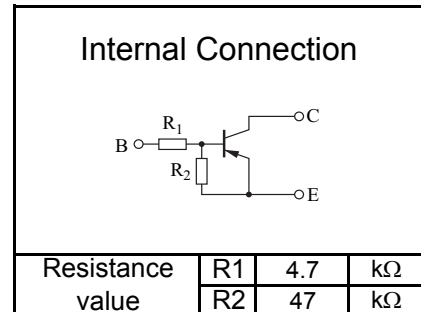 Internal Connection
C
R1
B
R2
E
Resistance value R1 4.7 kΩ
R2 47 kΩ